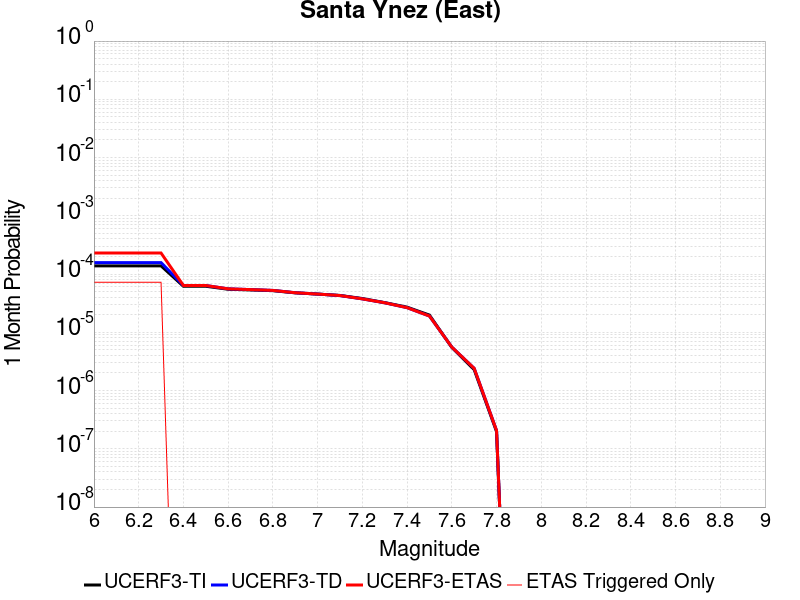 Santa Ynez (East)
10^0
10^-1
10^-2
10^-3
10^-4
10^-5
10^-6
10^-7
10^-8
1 Month Probability
6 6.2 6.4 6.6 6.8 7 7.2 7.4 7.6 7.8 8 8.2 8.4 8.6 8.8 9
Magnitude
UCERF3-TI UCERF3-TD UCERF3-ETAS ETAS Triggered Only